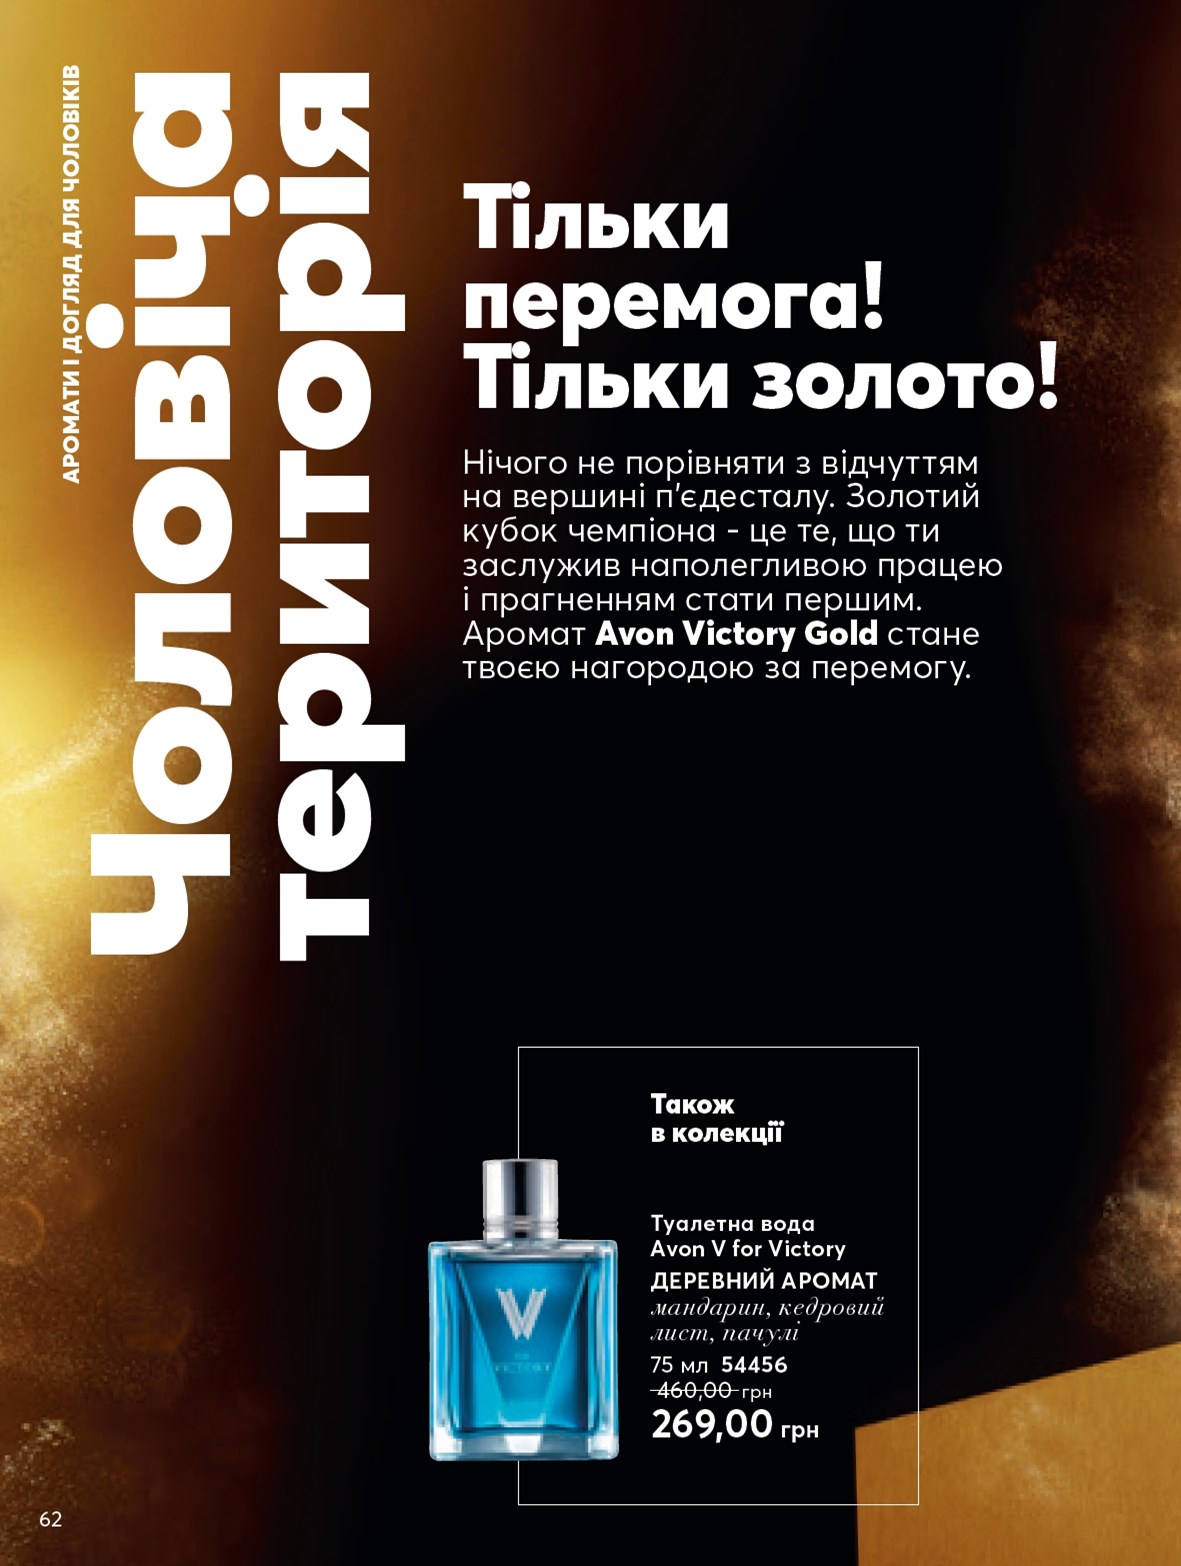 АРОМАТИ І ДОГЛЯД ДЛЯ ЧОЛОВІКІВ
Чоловіча
територія
Тільки
перемога!
Тільки золото!
Нічого не порівняти з відчуттям
на вершині п’єдесталу. Золотий
кубок чемпіона - це те, що ти
заслужив наполегливою працею
і прагненням стати першим.
Аромат Avon Victory Gold стане
твоєю нагородою за перемогу.
Також
в колекції
Туалетна вода
Avon V for Victory
ДЕРЕВНИЙ АРОМАТ
мандарин, кедровий
лист, пачулі
75 мл 54456
460,00 грн
269,00 грн
V
FOR
VICTORY
62